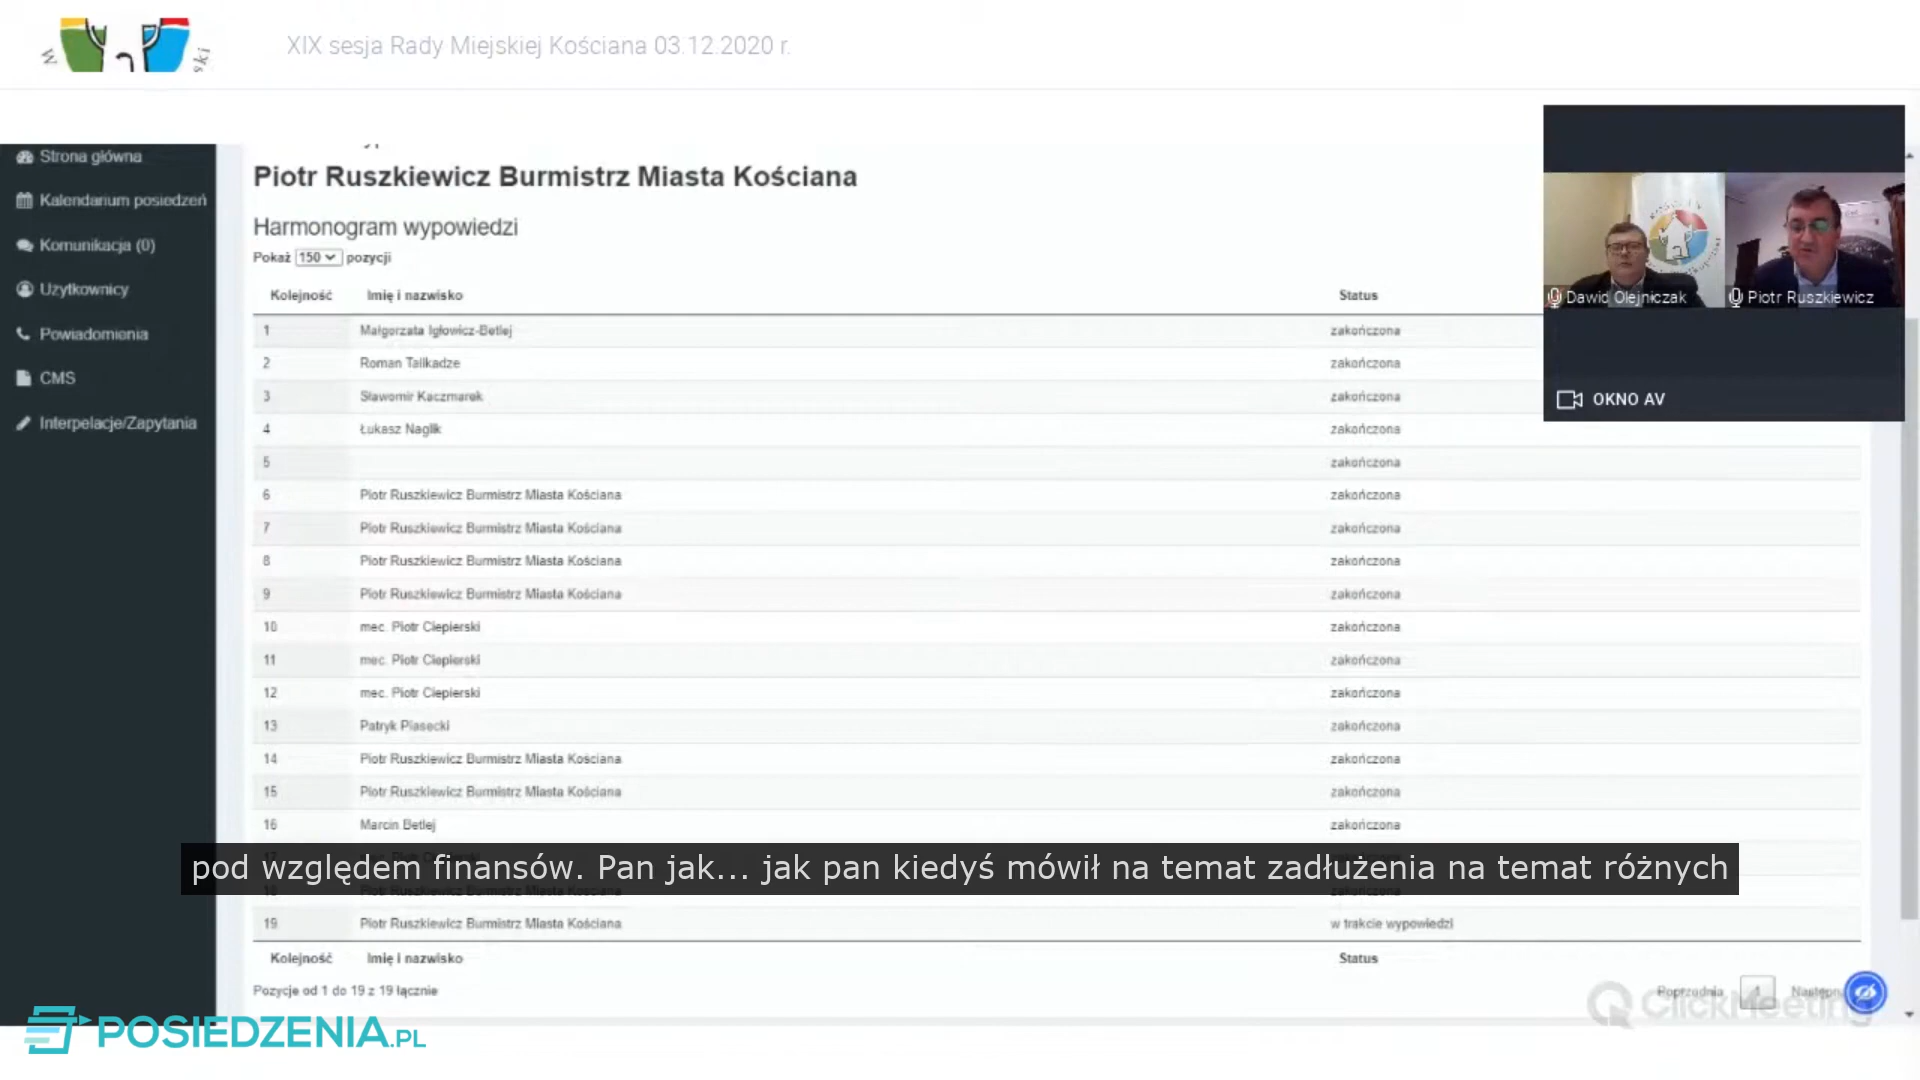 XIX sesja Rady Miejskiej Kościana 03.12.2020 r.
Strona główna
Kalendarium posiedzeń
Komunikacja (0)
Użytkownicy
Powiadomienia
CMS
Interpelacje/Zapytania
Piotr Ruszkiewicz Burmistrz Miasta Kościana
Harmonogram wypowiedzi
Pokaż 150 pozycji
Kolejność Imię i nazwisko Status
1 Małgorzata Igłowicz-Betlej zakończona
2 Roman Talikadze zakończona
3 Sławomir Kaczmarek zakończona
4 Łukasz Naglik zakończona
5 zakończona
6 Piotr Ruszkiewicz Burmistrz Miasta Kościana zakończona
7 Piotr Ruszkiewicz Burmistrz Miasta Kościana zakończona
8 Piotr Ruszkiewicz Burmistrz Miasta Kościana zakończona
9 Piotr Ruszkiewicz Burmistrz Miasta Kościana zakończona
10 mec. Piotr Ciepierski zakończona
11 mec. Piotr Ciepierski zakończona
12 mec. Piotr Ciepierski zakończona
13 Patryk Piasecki zakończona
14 Piotr Ruszkiewicz Burmistrz Miasta Kościana zakończona
15 Piotr Ruszkiewicz Burmistrz Miasta Kościana zakończona
16 Marcin Betlej zakończona
pod względem finansów. Pan jak... jak pan kiedyś mówił na temat zadłużenia na temat różnych
19 Piotr Ruszkiewicz Burmistrz Miasta Kościana w trakcie wypowiedzi
Kolejność Imię i nazwisko Status
Pozycje od 1 do 19 z 19 łącznie
Poprzednia 1
ClickMeeting
Dawid Olejniczak
Piotr Ruszkiewicz
OKNO AV
POSIEDZENIA.PL